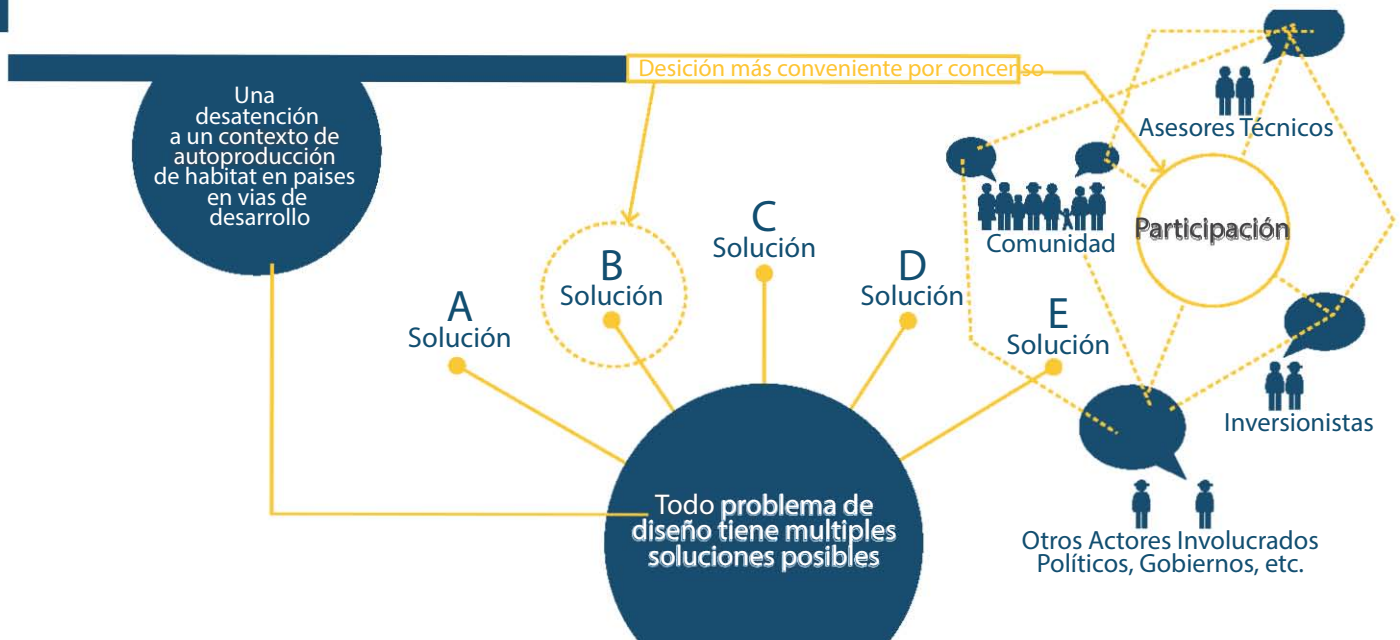 Desición más conveniente por concenso
Una
desatención
a un contexto de
autoproducción
de habitat en paises
en vias de
desarrollo
Asesores Técnicos
Comunidad
Participación
Inversionistas
Otros Actores Involucrados
Políticos, Gobiernos, etc.
A
Solución
B
Solución
C
Solución
D
Solución
E
Solución
Todo problema de
diseño tiene multiples
soluciones posibles